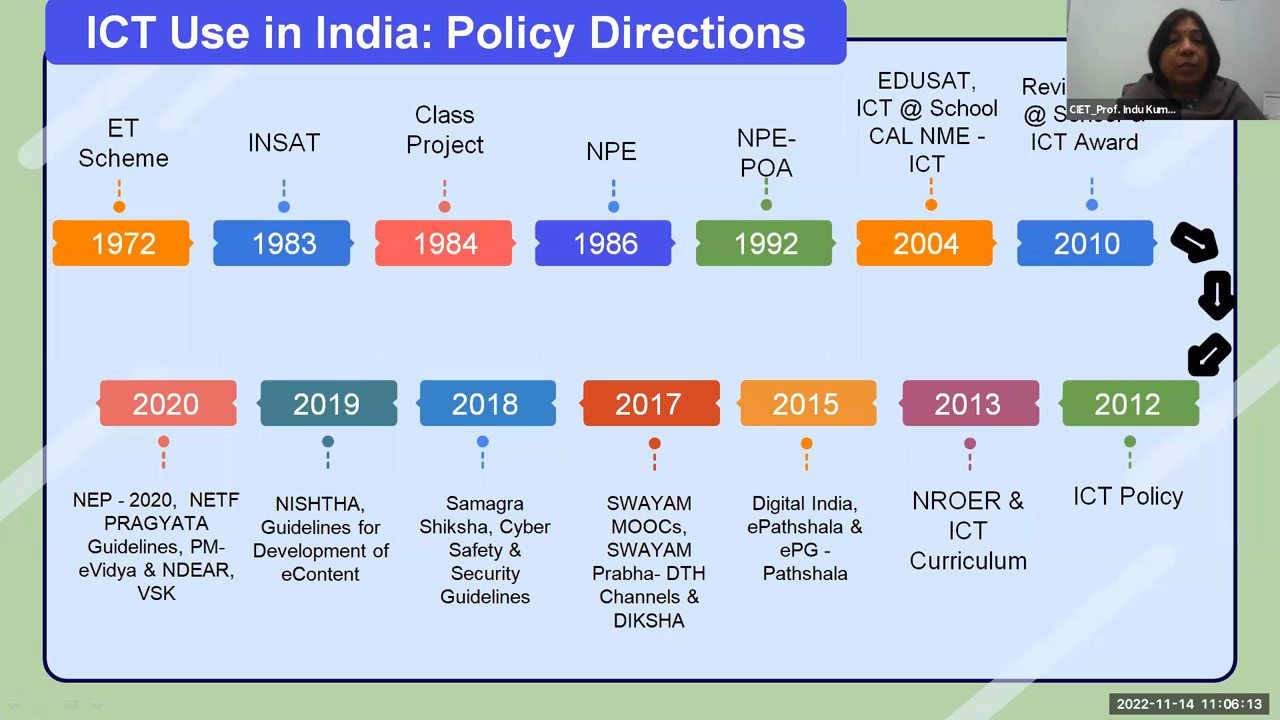 ICT Use in India: Policy Directions
ET
Scheme
INSAT
Class
Project
NPE
NPE-
POA
EDUSAT,
ICT @ School
CAL NME -
ICT
@
ICT Award
CIET_Prof. Indu Kum...
1972
1983
1984
1986
1992
2004
2010
2020
2019
2018
2017
2015
2013
2012
NEP - 2020, NETF
PRAGYATA
Guidelines, PM-
eVidya & NDEAR,
VSK
NISHTHA,
Guidelines for
Development of
eContent
Samagra
Shiksha, Cyber
Safety &
Security
Guidelines
SWAYAM
MOOCs,
SWAYAM
Prabha- DTH
Channels &
DIKSHA
Digital India,
ePathshala &
ePG -
Pathshala
NROER &
ICT
Curriculum
ICT Policy
2022-11-14 11:06:13